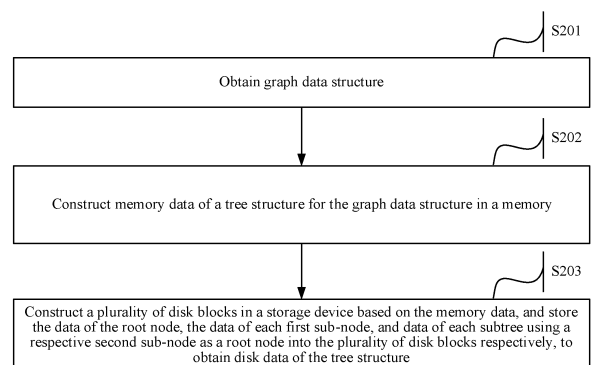 S201
Obtain graph data structure
S202
Construct memory data of a tree structure for the graph data structure in a memory
S203
Construct a plurality of disk blocks in a storage device based on the memory data, and store
the data of the root node, the data of each first sub-node, and data of each subtree using a
respective second sub-node as a root node into the plurality of disk blocks respectively, to
obtain disk data of the tree structure